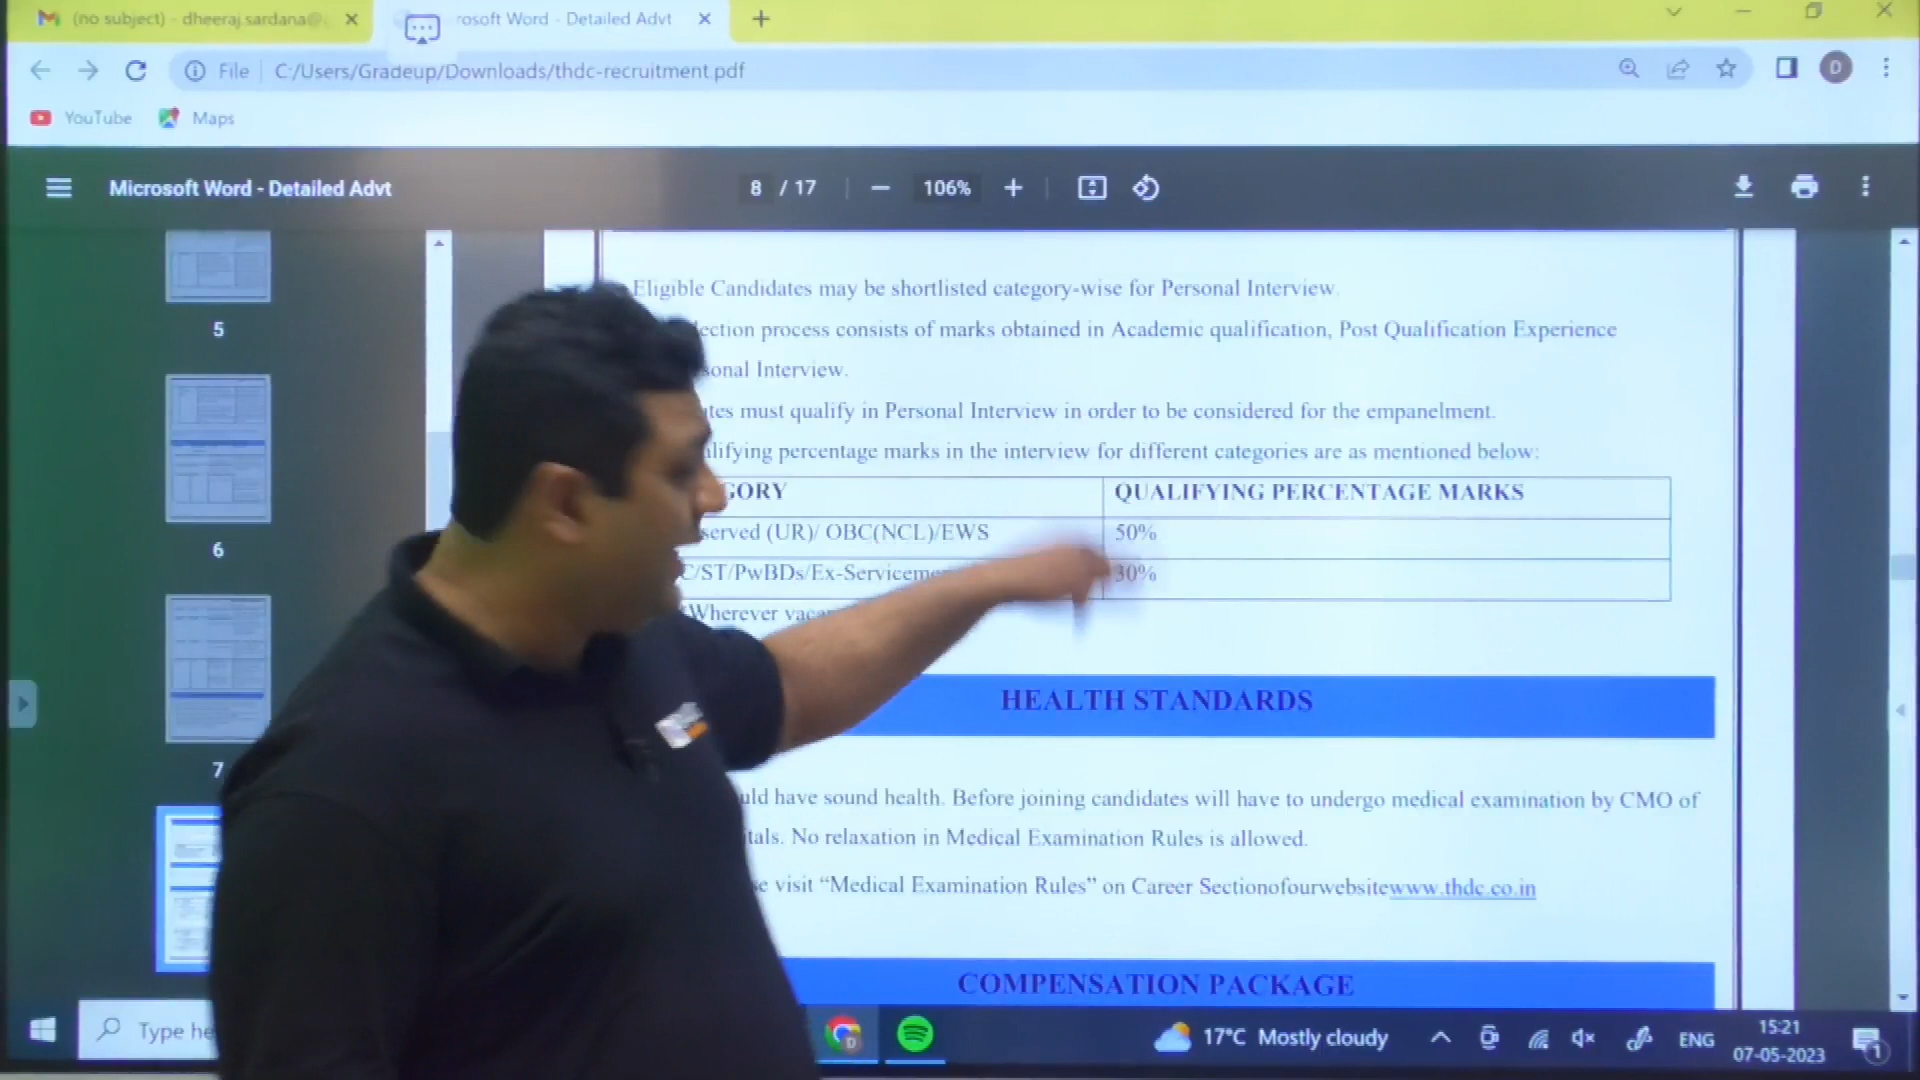 (no subject) - dheeraj.sardana@
rosoft Word - Detailed Advt
File
C:/Users/Gradeup/Downloads/thdc-recruitment.pdf
D
YouTube
Maps
Microsoft Word - Detailed Advt
8 / 17
106%
5
6
7
Eligible Candidates may be shortlisted category-wise for Personal Interview.
lection process consists of marks obtained in Academic qualification, Post Qualification Experience
sonal Interview.
tes must qualify in Personal Interview in order to be considered for the empanelment.
alifying percentage marks in the interview for different categories are as mentioned below:
GORY
QUALIFYING PERCENTAGE MARKS
served (UR)/ OBC(NCL)/EWS
50%
C/ST/PwBDs/Ex-Serviceme
30%
*Wherever vaca
HEALTH STANDARDS
uld have sound health. Before joining candidates will have to undergo medical examination by CMO of
itals. No relaxation in Medical Examination Rules is allowed.
se visit “Medical Examination Rules” on Career Sectionofourwebsitewww.thdc.co.in
COMPENSATION PACKAGE
Type he
D
17°C Mostly cloudy
ENG
15:21
07-05-2023
1